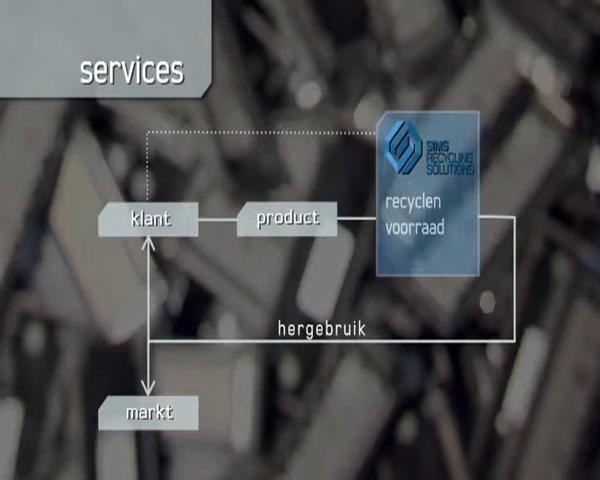 services
SIMS
RECYCLING
SOLUTIONS
recyclen
voorraad
klant
product
hergebruik
markt